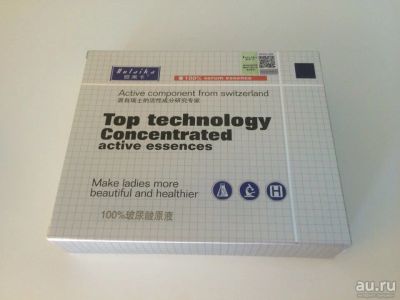 Rulaika
100% serum essence
Active component from switzerland
Top technology
Concentrated
active essences
Make ladies more
beautiful and healthier
H
100%玻尿酸原液
au.ru